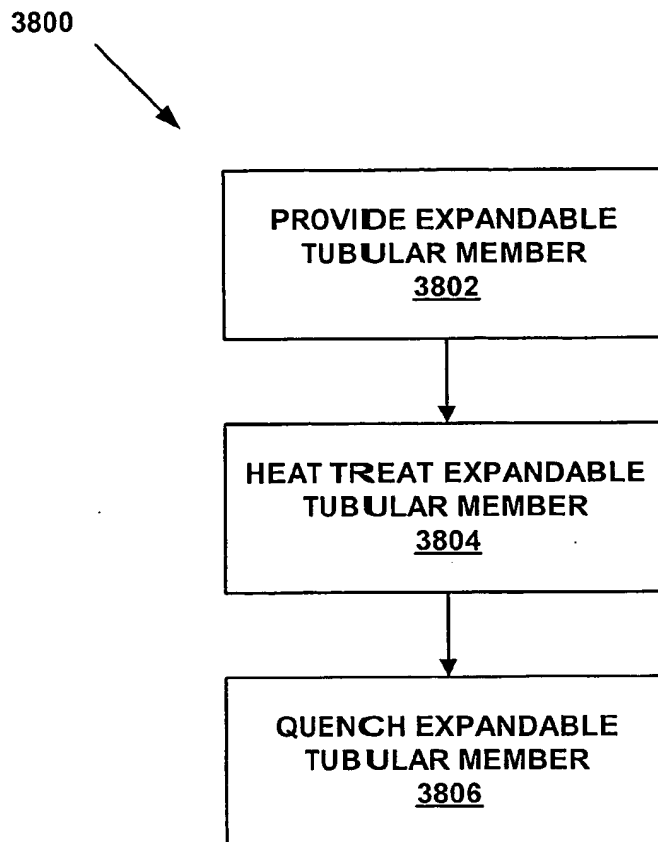 3800
PROVIDE EXPANDABLE
TUBULAR MEMBER
3802
HEAT TREAT EXPANDABLE
TUBULAR MEMBER
3804
QUENCH EXPANDABLE
TUBULAR MEMBER
3806